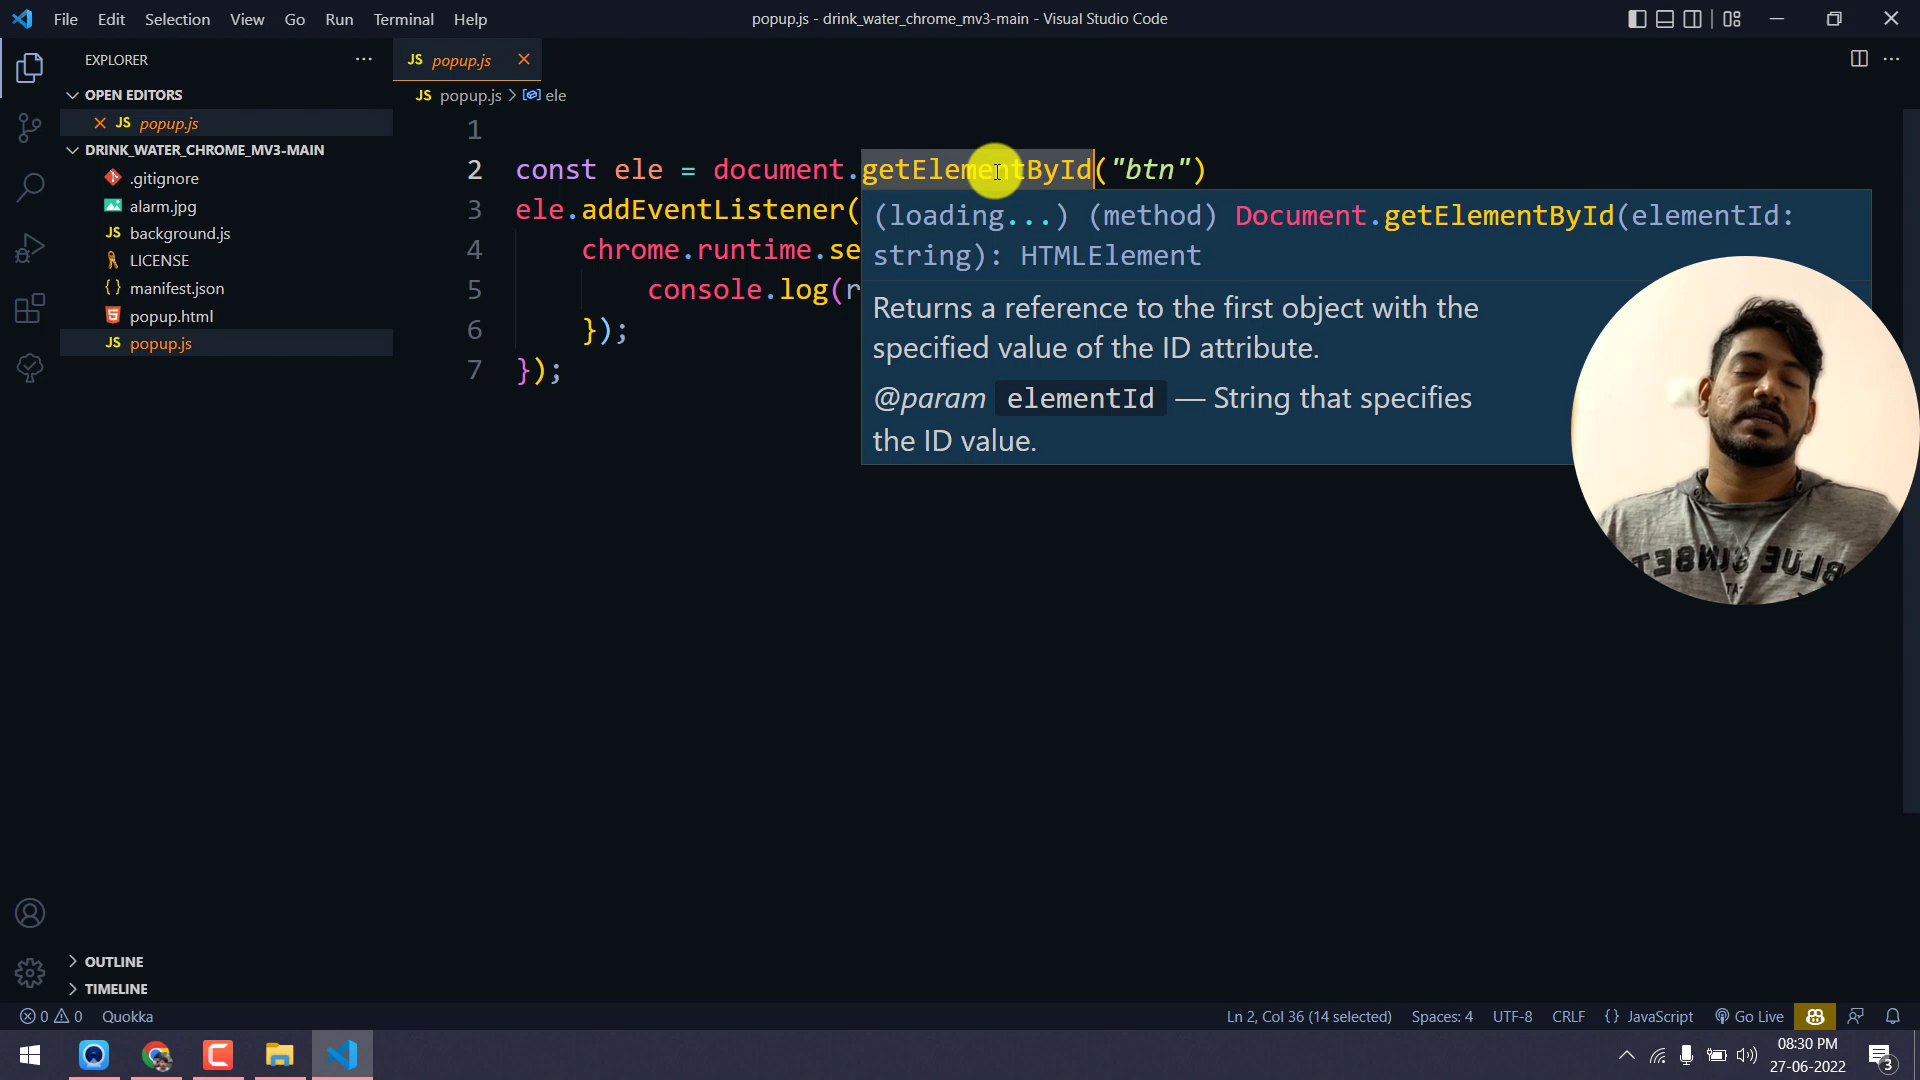 File Edit Selection View Go Run Terminal Help
popup.js - drink_water_chrome_mv3-main - Visual Studio Code
EXPLORER
JS popup.js
OPEN EDITORS
JS popup.js > ele
JS popup.js
DRINK_WATER_CHROME_MV3-MAIN
.gitignore
alarm.jpg
JS background.js
LICENSE
{} manifest.json
popup.html
JS popup.js
1
2 const ele = document.getElementById("btn")
3 ele.addEventListener(
4 chrome.runtime.se
5 console.log(r
6 });
7 });
(loading...) (method) Document.getElementById(elementId:
string): HTMLElement
Returns a reference to the first object with the
specified value of the ID attribute.
@param elementId — String that specifies
the ID value.
BLUE SUNSET
OUTLINE
TIMELINE
0 0 Quokka
Ln 2, Col 36 (14 selected) Spaces: 4 UTF-8 CRLF {} JavaScript Go Live
08:30 PM
27-06-2022
3